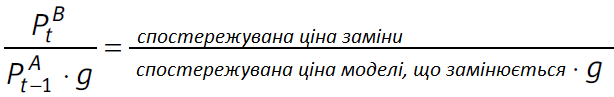 P_t^B / (P_{t-1}^A · g) = спостережувана ціна заміни / (спостережувана ціна моделі, що замінюється · g)